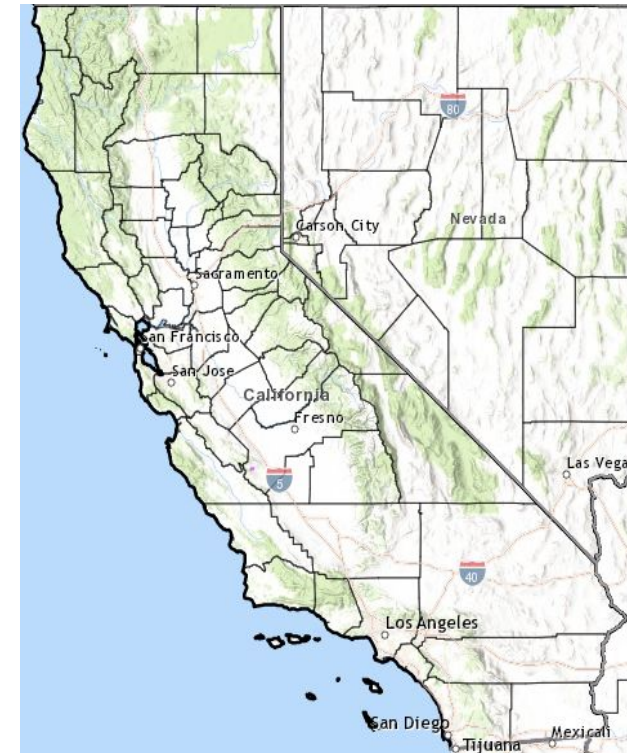 80
Nevada
Carson City
Sacramento
San Francisco
San Jose
California
Fresno
Las Vega
5
40
Los Angeles
San Diego
Tijuana
Mexicali